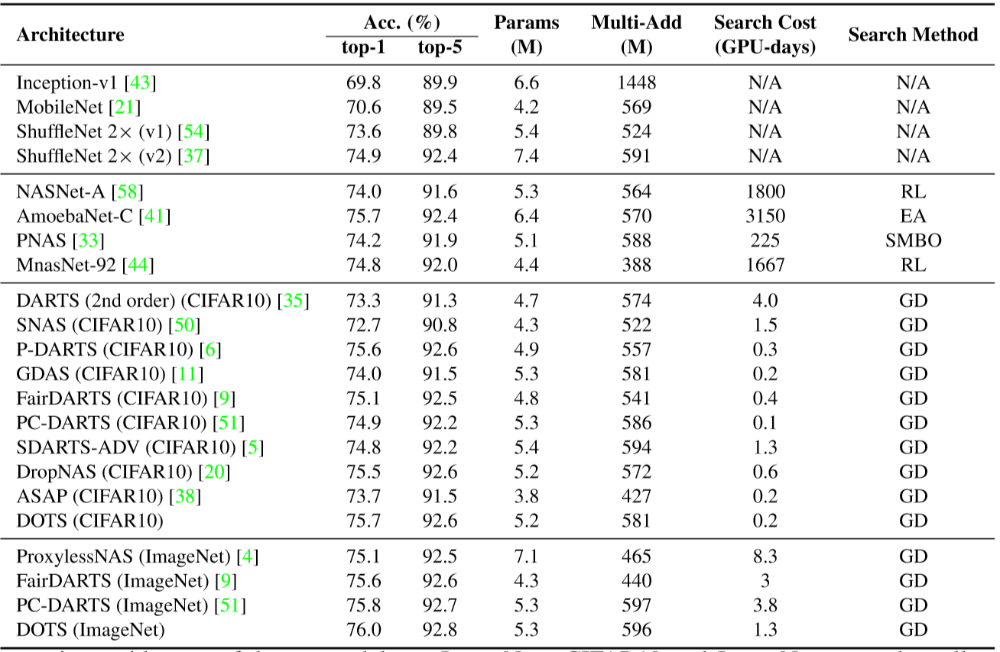 Architecture Acc. (%) Params Multi-Add Search Cost Search Method
top-1 top-5 (M) (M) (GPU-days)
Inception-v1 [43] 69.8 89.9 6.6 1448 N/A N/A
MobileNet [21] 70.6 89.5 4.2 569 N/A N/A
ShuffleNet 2× (v1) [54] 73.6 89.8 5.4 524 N/A N/A
ShuffleNet 2× (v2) [37] 74.9 92.4 7.4 591 N/A N/A
NASNet-A [58] 74.0 91.6 5.3 564 1800 RL
AmoebaNet-C [41] 75.7 92.4 6.4 570 3150 EA
PNAS [33] 74.2 91.9 5.1 588 225 SMBO
MnasNet-92 [44] 74.8 92.0 4.4 388 1667 RL
DARTS (2nd order) (CIFAR10) [35] 73.3 91.3 4.7 574 4.0 GD
SNAS (CIFAR10) [50] 72.7 90.8 4.3 522 1.5 GD
P-DARTS (CIFAR10) [6] 75.6 92.6 4.9 557 0.3 GD
GDAS (CIFAR10) [11] 74.0 91.5 5.3 581 0.2 GD
FairDARTS (CIFAR10) [9] 75.1 92.5 4.8 541 0.4 GD
PC-DARTS (CIFAR10) [51] 74.9 92.2 5.3 586 0.1 GD
SDARTS-ADV (CIFAR10) [5] 74.8 92.2 5.4 594 1.3 GD
DropNAS (CIFAR10) [20] 75.5 92.6 5.2 572 0.6 GD
ASAP (CIFAR10) [38] 73.7 91.5 3.8 427 0.2 GD
DOTS (CIFAR10) 75.7 92.6 5.2 581 0.2 GD
ProxylessNAS (ImageNet) [4] 75.1 92.5 7.1 465 8.3 GD
FairDARTS (ImageNet) [9] 75.6 92.6 4.3 440 3 GD
PC-DARTS (ImageNet) [51] 75.8 92.7 5.3 597 3.8 GD
DOTS (ImageNet) 76.0 92.8 5.3 596 1.3 GD